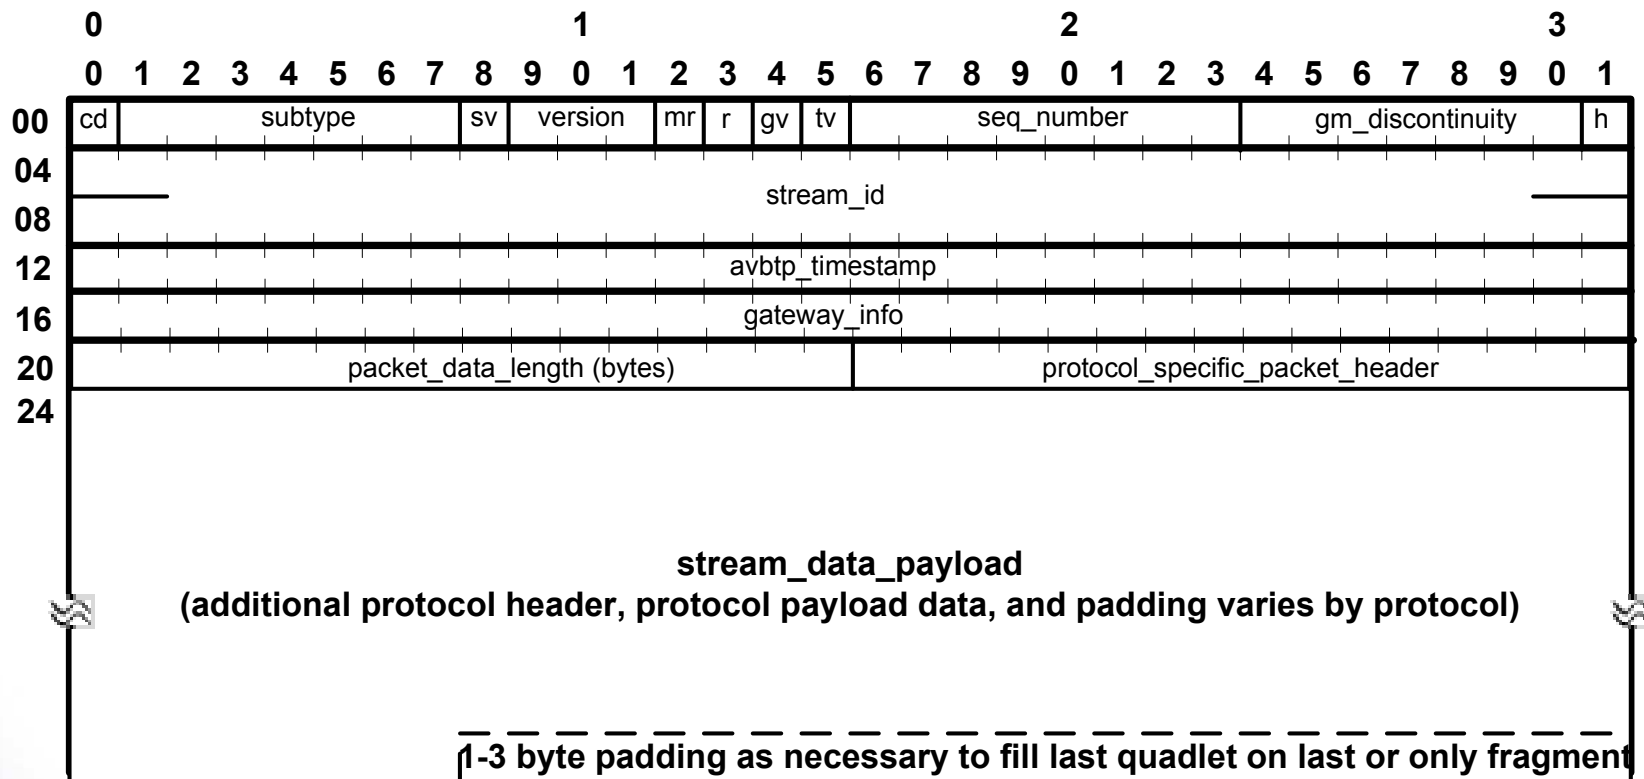 0 1 2 3
0 1 2 3 4 5 6 7 8 9 0 1 2 3 4 5 6 7 8 9 0 1 2 3 4 5 6 7 8 9 0 1
00 cd subtype sv version mr r gv tv seq_number gm_discontinuity h
04
stream_id
08
12 avbtp_timestamp
16 gateway_info
20 packet_data_length (bytes) protocol_specific_packet_header
24
stream_data_payload
(additional protocol header, protocol payload data, and padding varies by protocol)
1-3 byte padding as necessary to fill last quadlet on last or only fragment